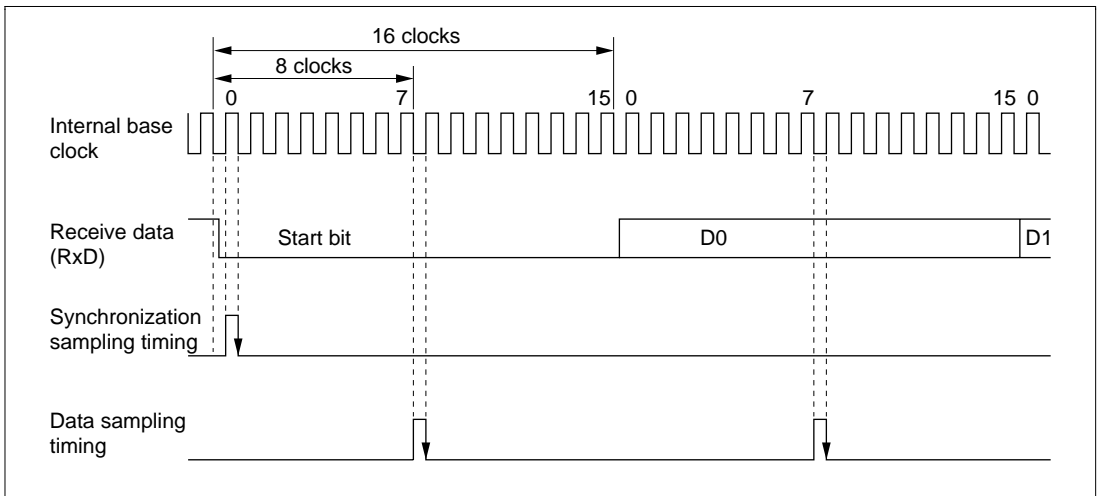 16 clocks
8 clocks
0 7 15 0 7 15 0
Internal base
clock
Receive data
(RxD)
Start bit D0 D1
Synchronization
sampling timing
Data sampling
timing